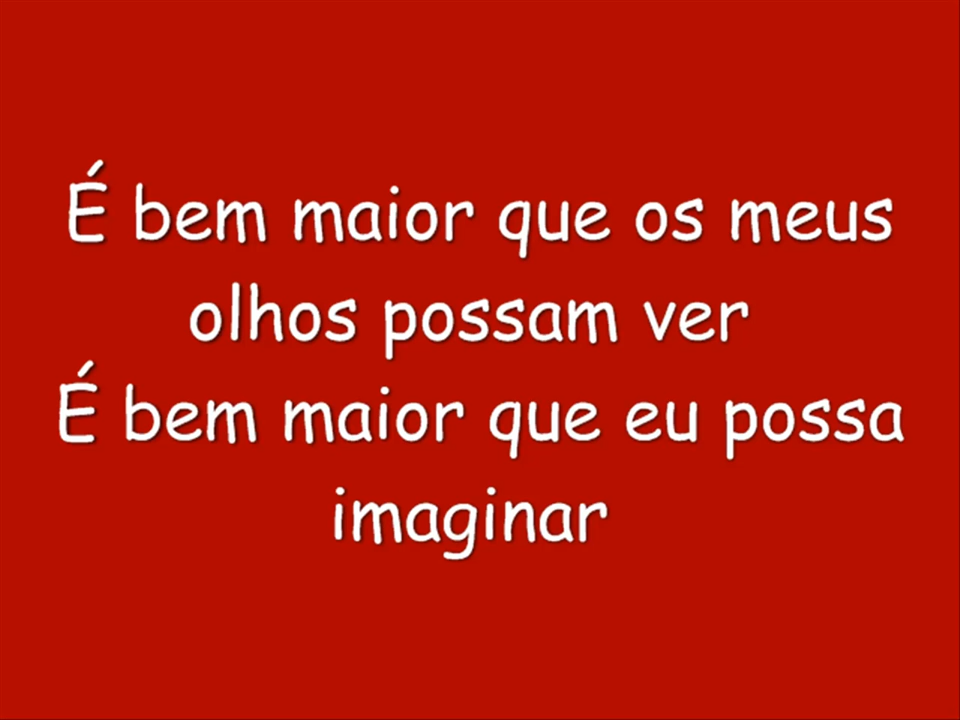 É bem maior que os meus
olhos possam ver
É bem maior que eu possa
imaginar